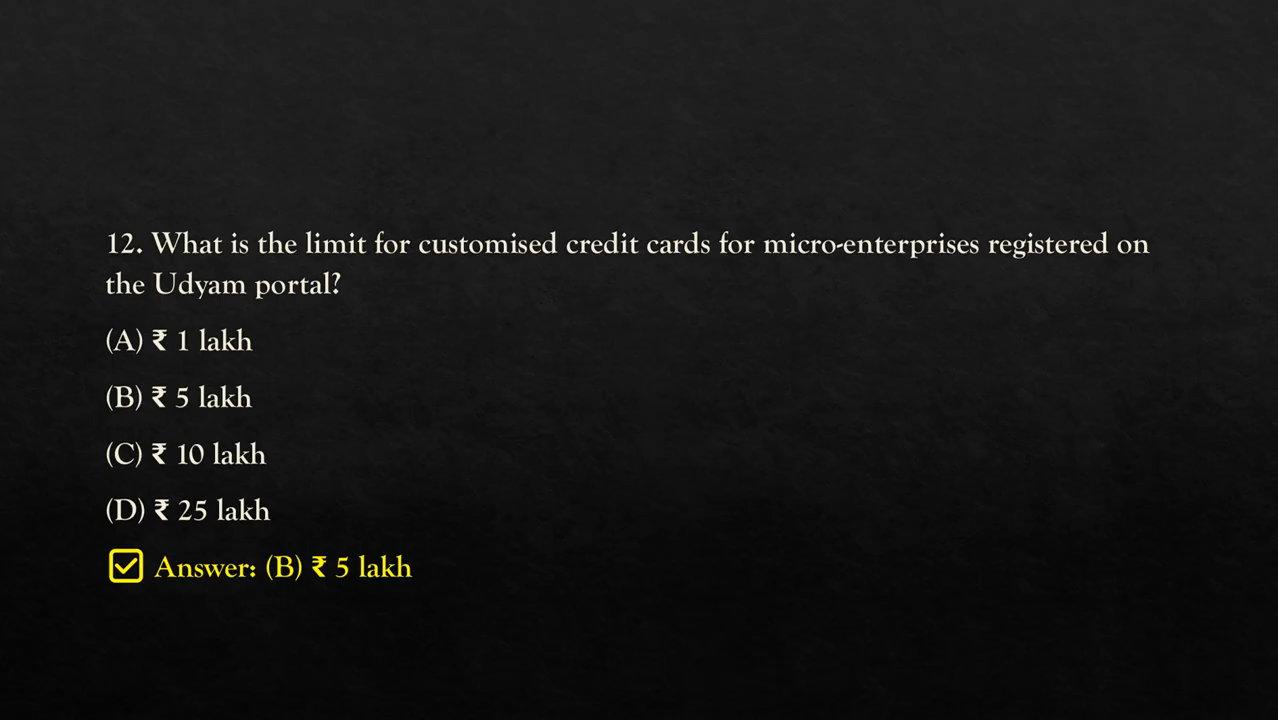 12. What is the limit for customised credit cards for micro-enterprises registered on
the Udyam portal?
(A) ₹ 1 lakh
(B) ₹ 5 lakh
(C) ₹ 10 lakh
(D) ₹ 25 lakh
Answer: (B) ₹ 5 lakh